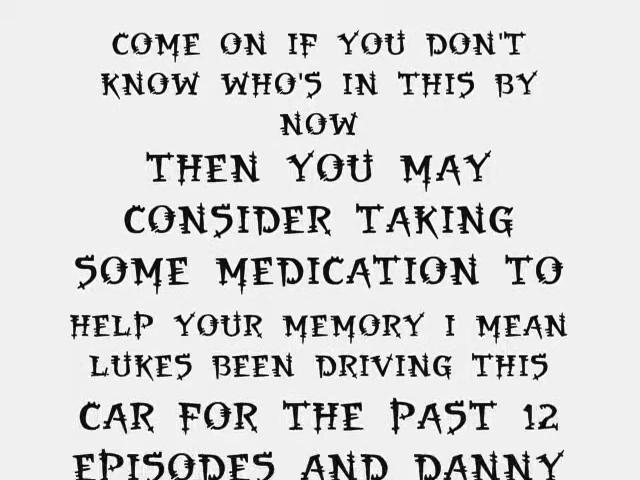 COME ON IF YOU DON'T
KNOW WHO'S IN THIS BY
NOW
THEN YOU MAY
CONSIDER TAKING
SOME MEDICATION TO
HELP YOUR MEMORY I MEAN
LUKES BEEN DRIVING THIS
CAR FOR THE PAST 12
EPISODES AND DANNY